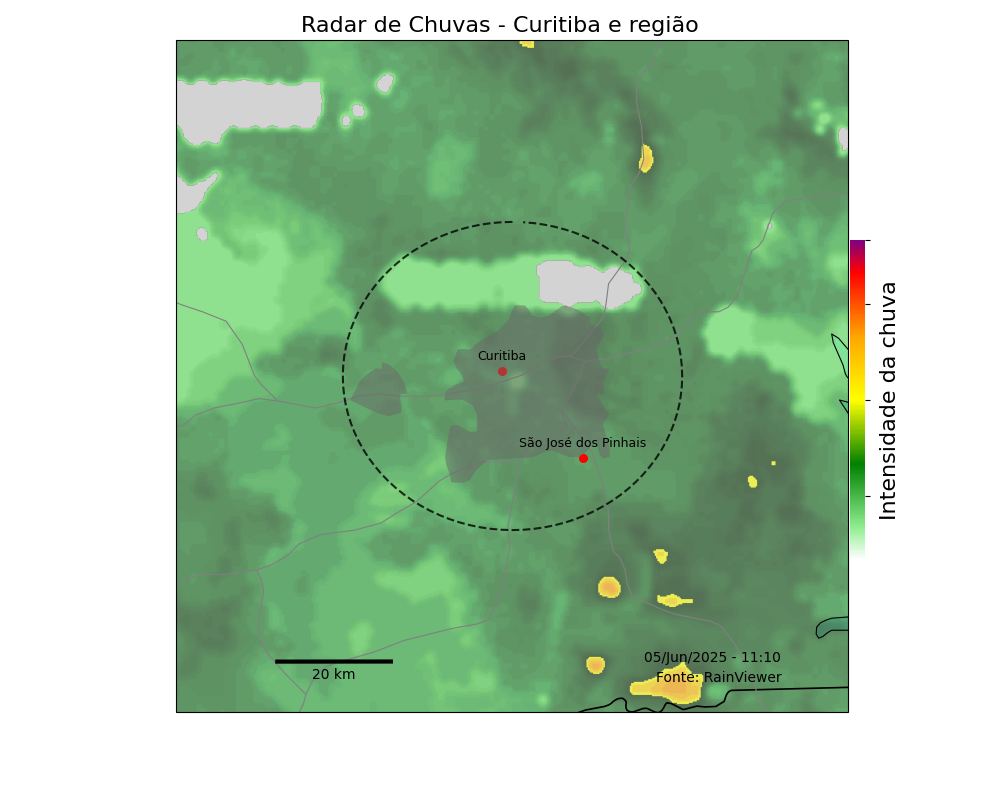 Radar de Chuvas - Curitiba e região
Curitiba
São José dos Pinhais
Intensidade da chuva
20 km
05/Jun/2025 - 11:10
Fonte: RainViewer